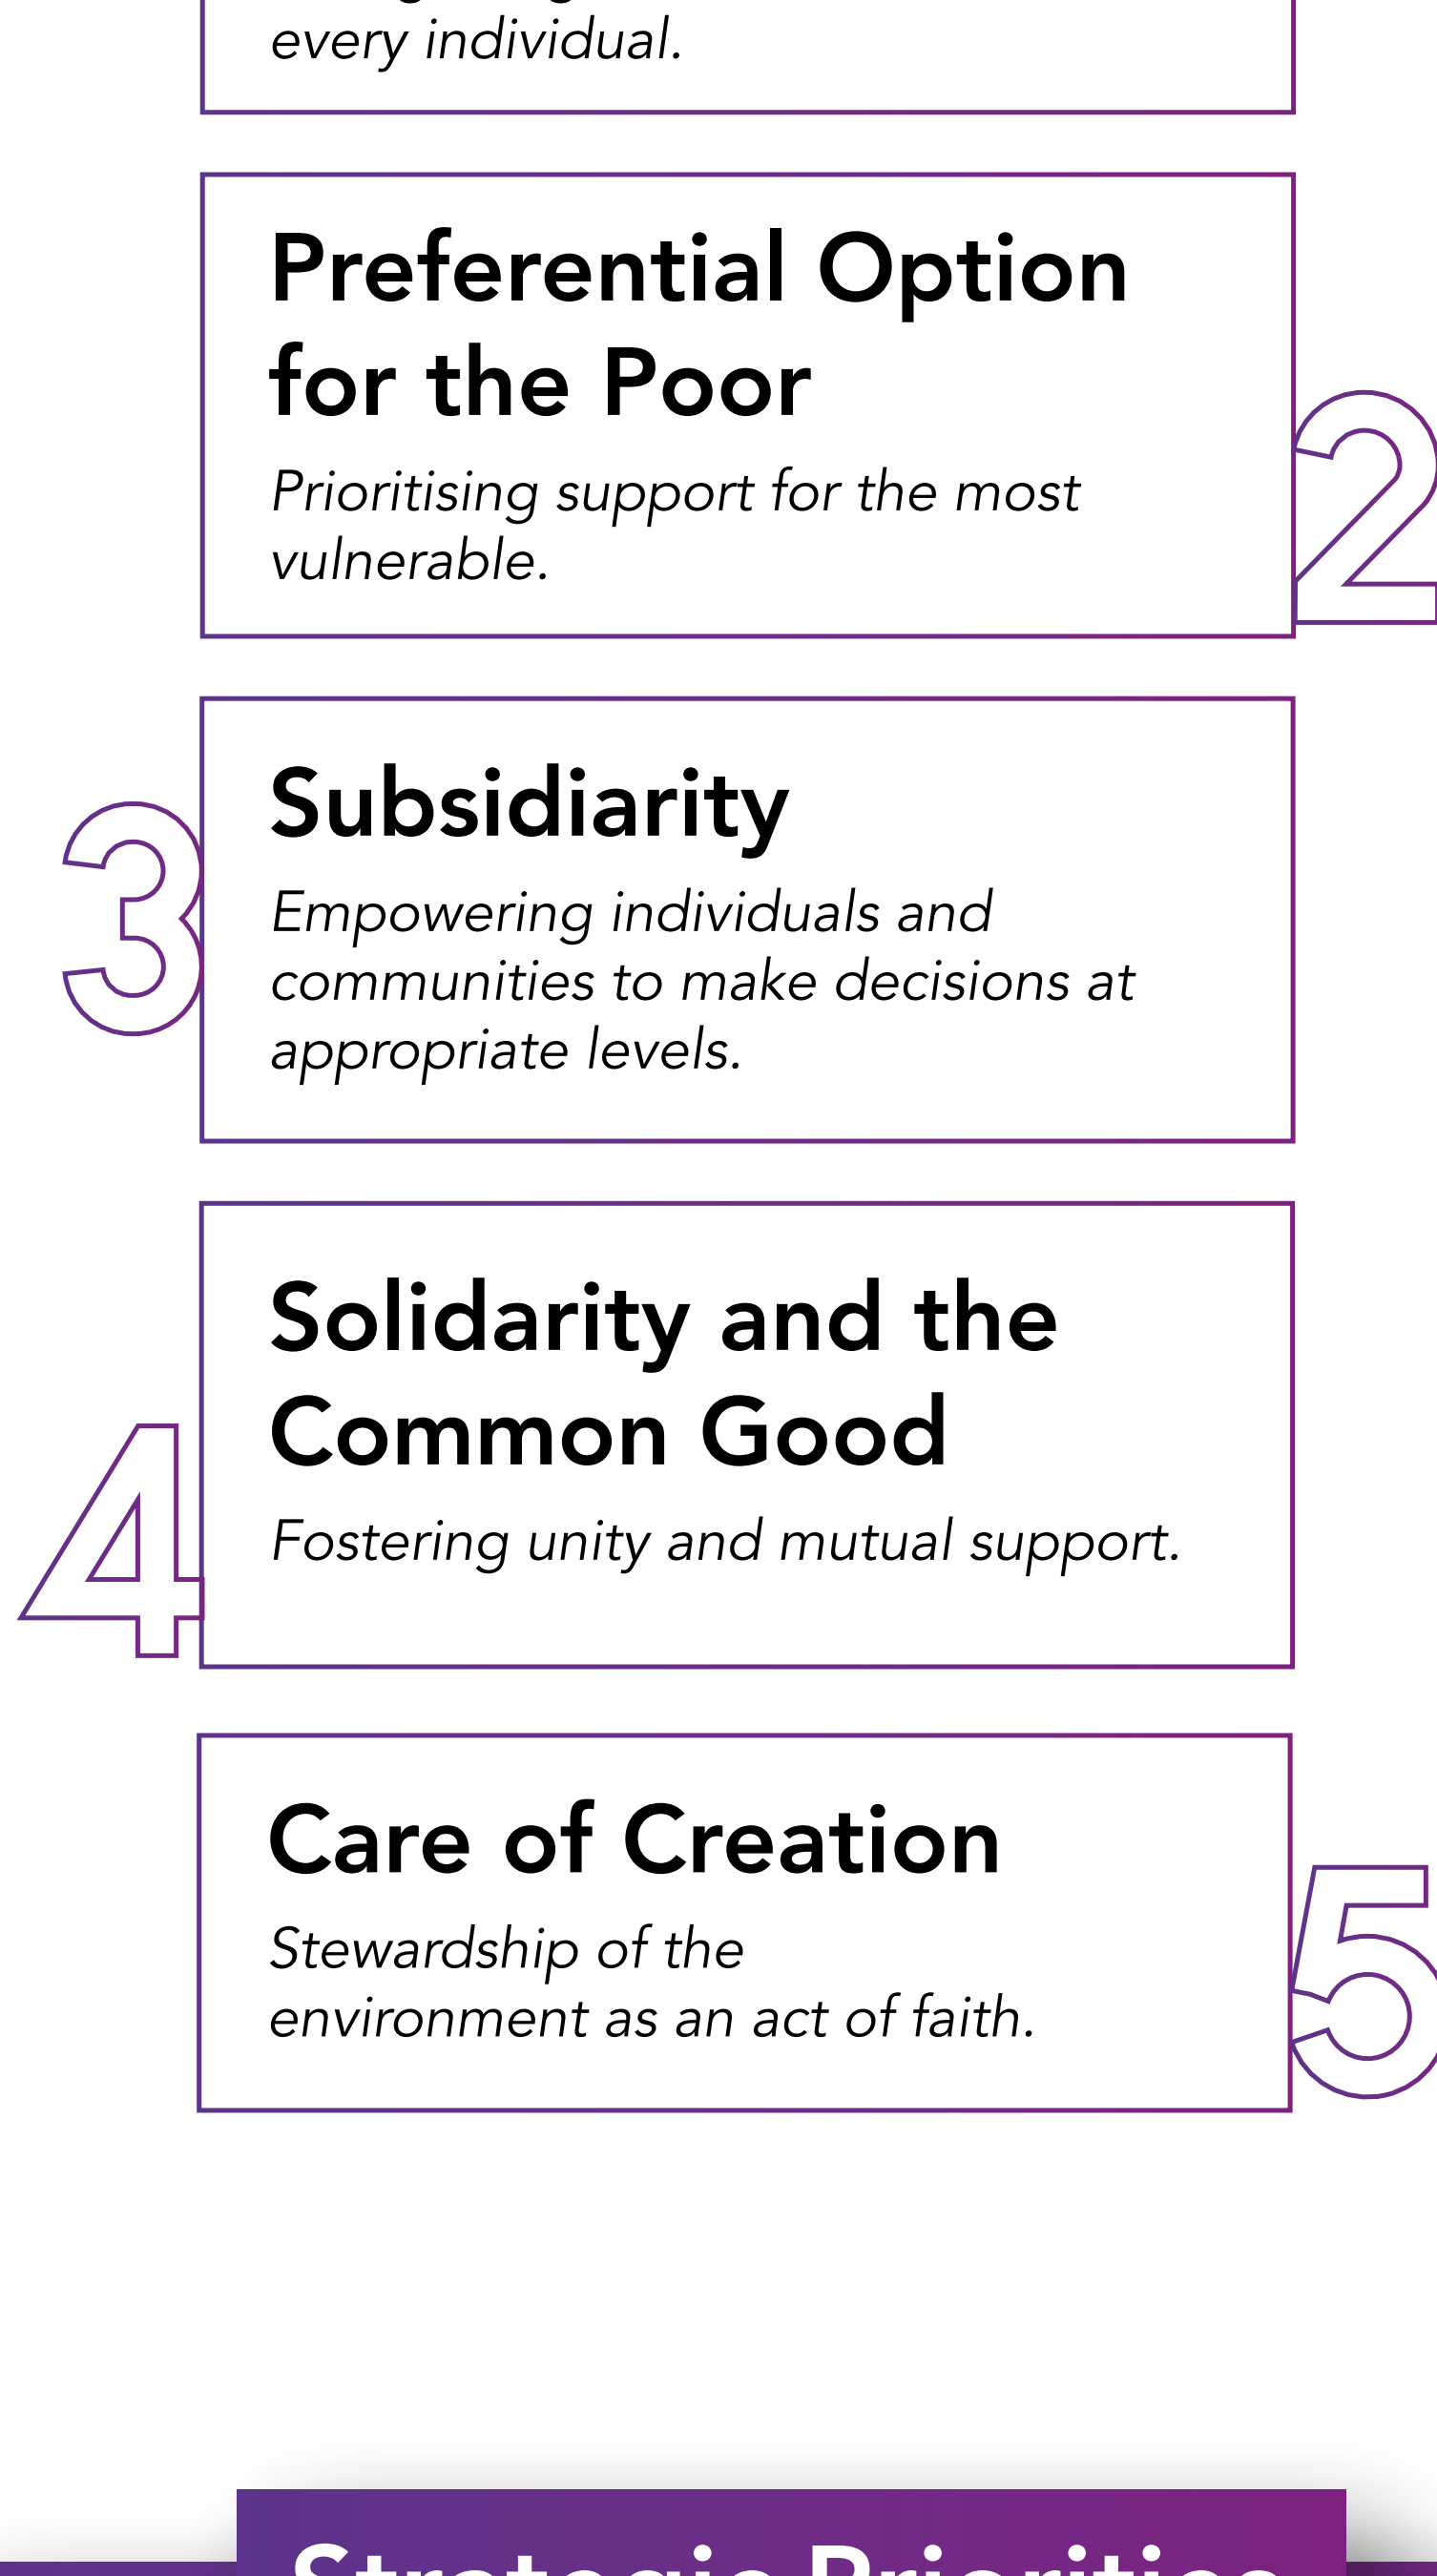 every individual.
Preferential Option
for the Poor
Prioritising support for the most
vulnerable.
2
Subsidiarity
3
Empowering individuals and
communities to make decisions at
appropriate levels.
Solidarity and the
Common Good
4
Fostering unity and mutual support.
Care of Creation
5
Stewardship of the
environment as an act of faith.
Strategic Priorities